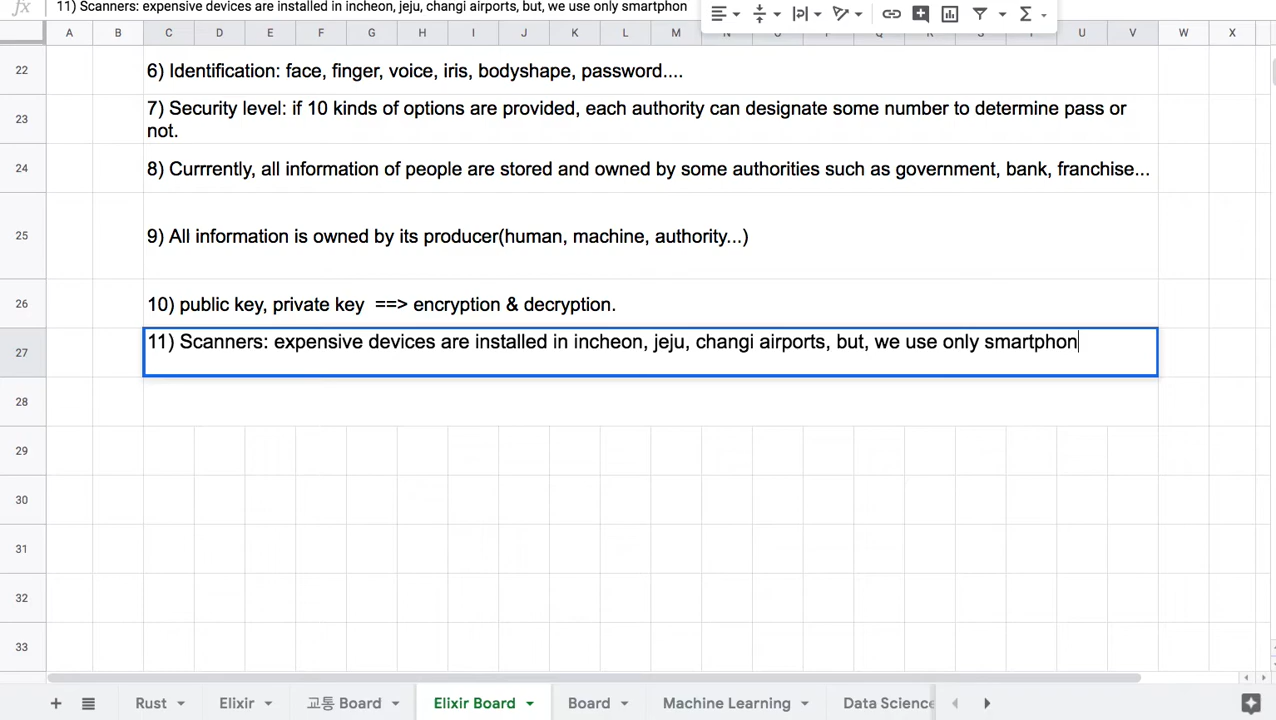 fx 11) Scanners: expensive devices are installed in incheon, jeju, changi airports, but, we use only smartphon
A B C D E F G H I J K L M U V W X
22 6) Identification: face, finger, voice, iris, bodyshape, password....
23 7) Security level: if 10 kinds of options are provided, each authority can designate some number to determine pass or
not.
24 8) Currrently, all information of people are stored and owned by some authorities such as government, bank, franchise...
25 9) All information is owned by its producer(human, machine, authority...)
26 10) public key, private key ==> encryption & decryption.
27 11) Scanners: expensive devices are installed in incheon, jeju, changi airports, but, we use only smartphon
28
29
30
31
32
33
Rust Elixir 교통 Board Elixir Board Board Machine Learning Data Science